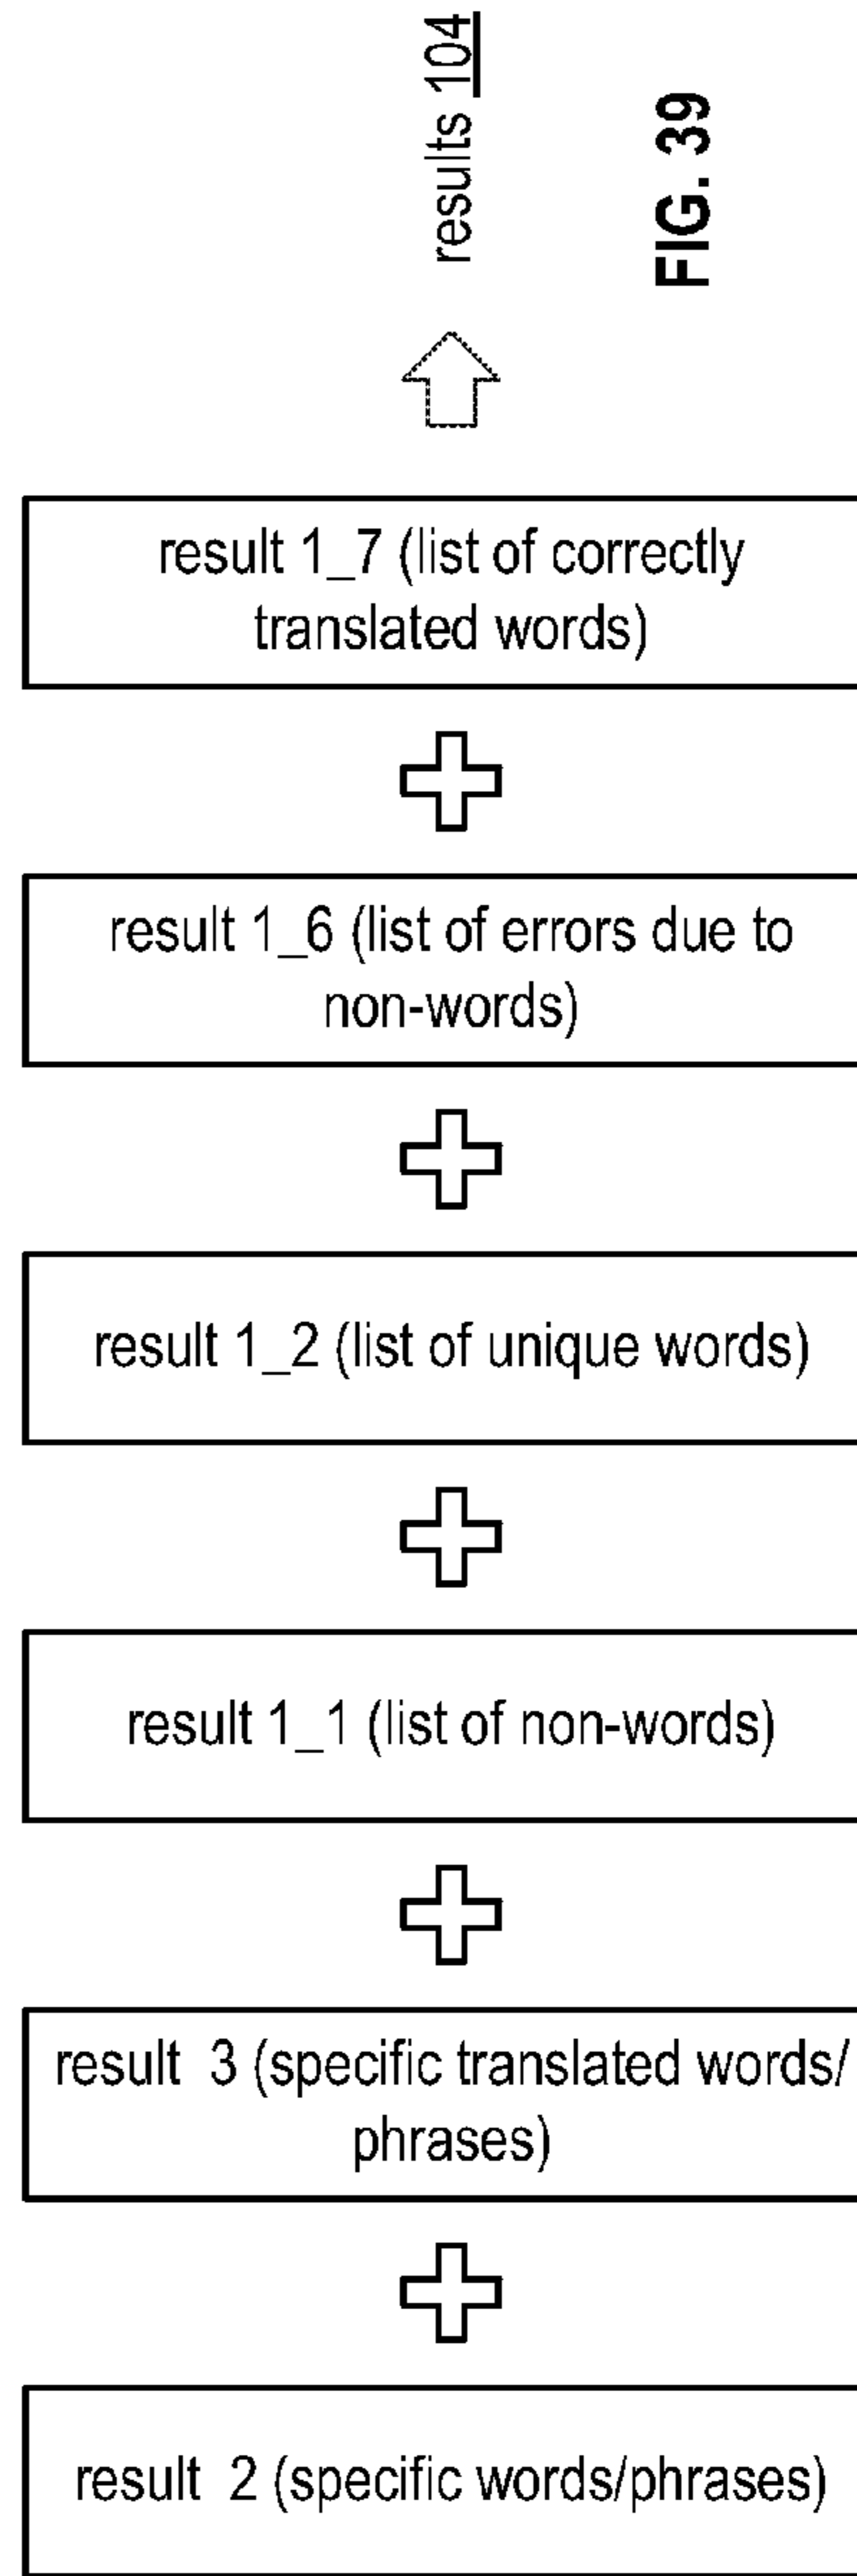 results 104
FIG. 39
result 1_7 (list of correctly
translated words)
result 1_6 (list of errors due to
non-words)
result 1_2 (list of unique words)
result 1_1 (list of non-words)
result 3 (specific translated words/
phrases)
result 2 (specific words/phrases)